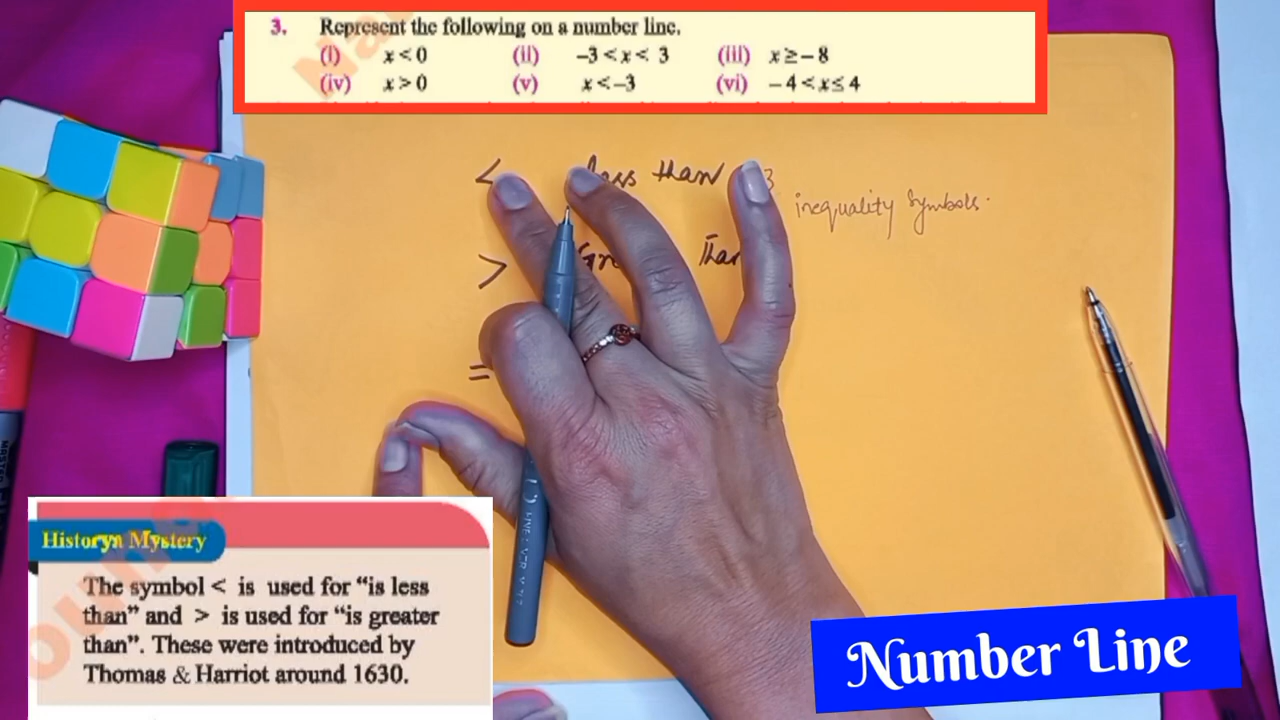 3. Represent the following on a number line.
(i) x < 0 (ii) -3 < x < 3 (iii) x ≥ -8
(iv) x > 0 (v) x < -3 (vi) -4 < x ≤ 4
< less than
inequality symbols.
> Than
=
Historyn Mystery
The symbol < is used for "is less
than" and > is used for "is greater
than". These were introduced by
Thomas & Harriot around 1630.
Number Line